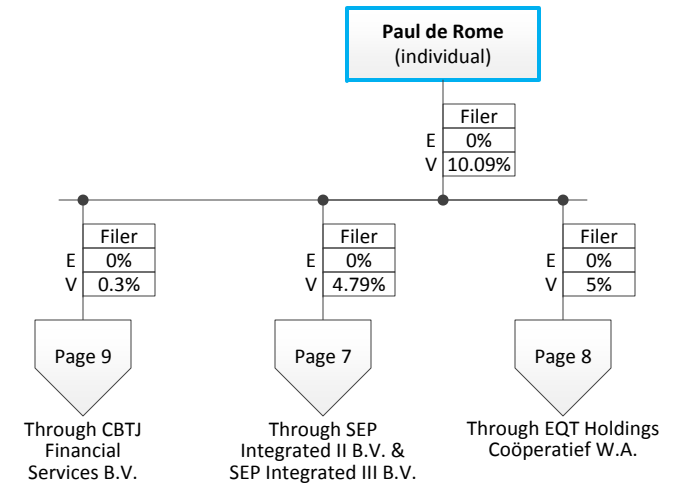 Paul de Rome
(individual)
Filer
E 0%
V 10.09%
Filer
E 0%
V 0.3%
Filer
E 0%
V 4.79%
Filer
E 0%
V 5%
Page 9
Page 7
Page 8
Through CBTJ
Financial
Services B.V.
Through SEP
Integrated II B.V. &
SEP Integrated III B.V.
Through EQT Holdings
Coöperatief W.A.